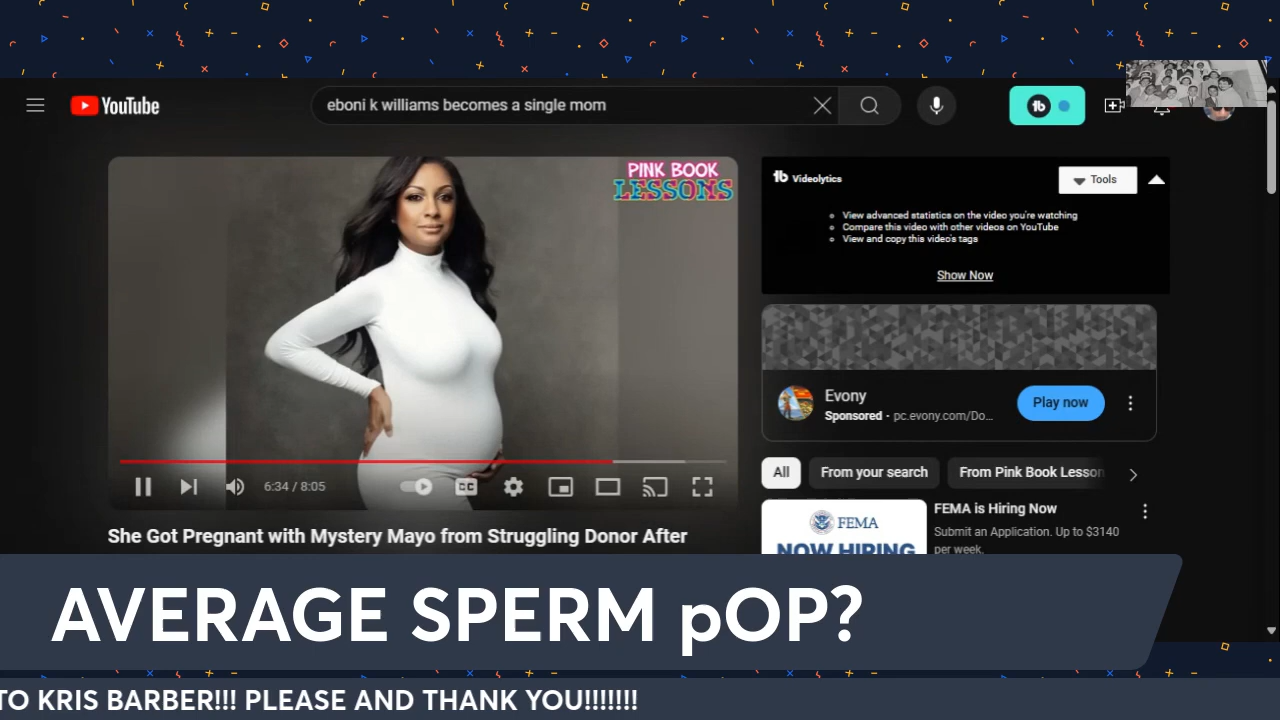 YouTube
eboni k williams becomes a single mom
PINK BOOK
LESSONS
6:34 / 8:05
CC
She Got Pregnant with Mystery Mayo from Struggling Donor After
tb Videolytics
Tools
View advanced statistics on the video you're watching
Compare this video with other videos on YouTube
View and copy this video's tags
Show Now
Evony
Sponsored · pc.evony.com/Do...
Play now
All
From your search
From Pink Book Lesson
FEMA
NOW HIRING
FEMA is Hiring Now
Submit an Application. Up to $3140
per week.
AVERAGE SPERM pOP?
TO KRIS BARBER!!! PLEASE AND THANK YOU!!!!!!!